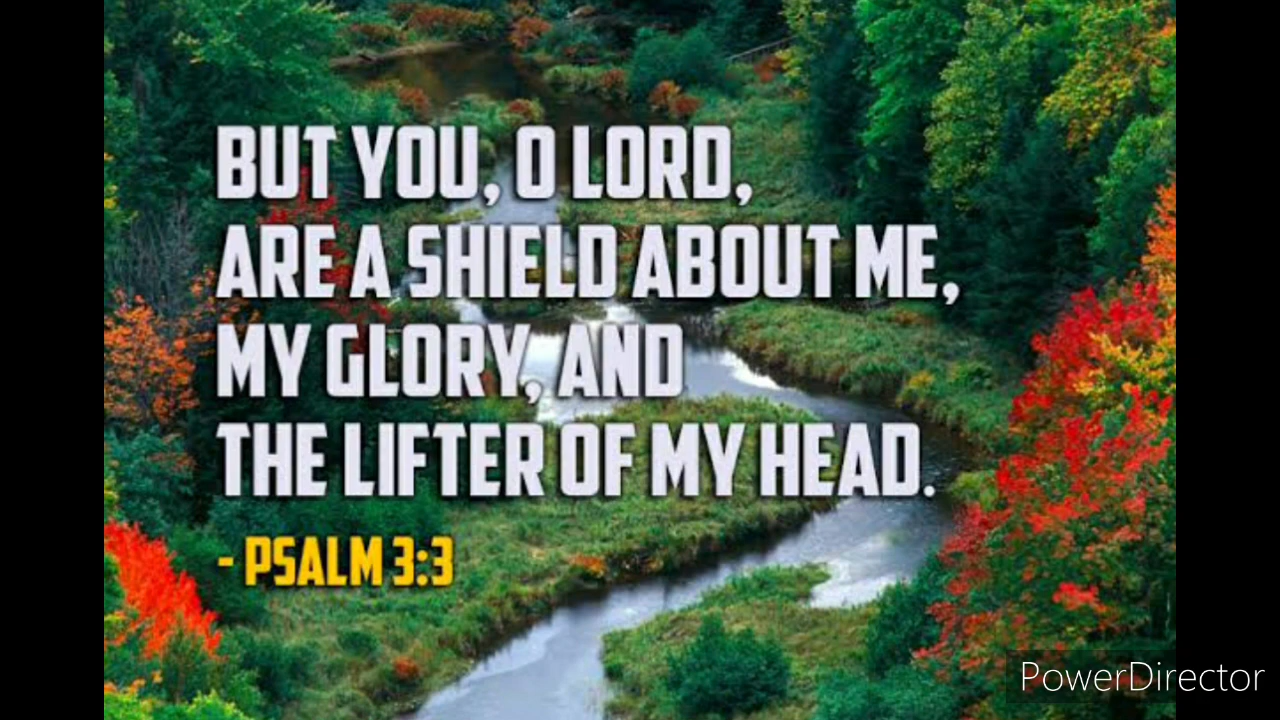 BUT YOU, O LORD,
ARE A SHIELD ABOUT ME,
MY GLORY, AND
THE LIFTER OF MY HEAD.
- PSALM 3:3
PowerDirector